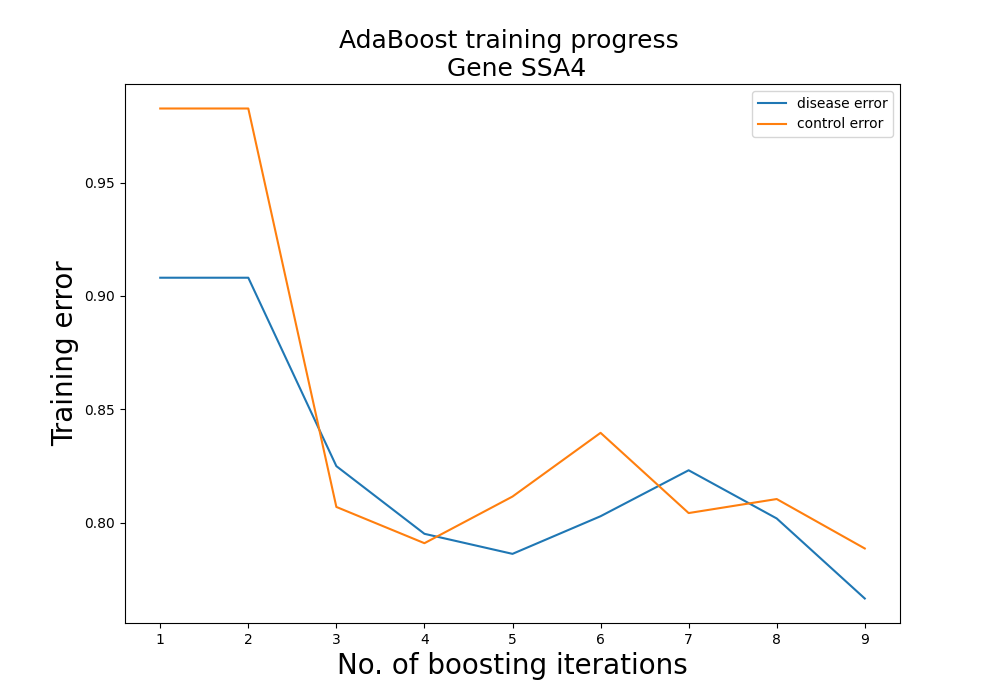 AdaBoost training progress
Gene SSA4
disease error
control error
Training error
0.95
0.90
0.85
0.80
1 2 3 4 5 6 7 8 9
No. of boosting iterations